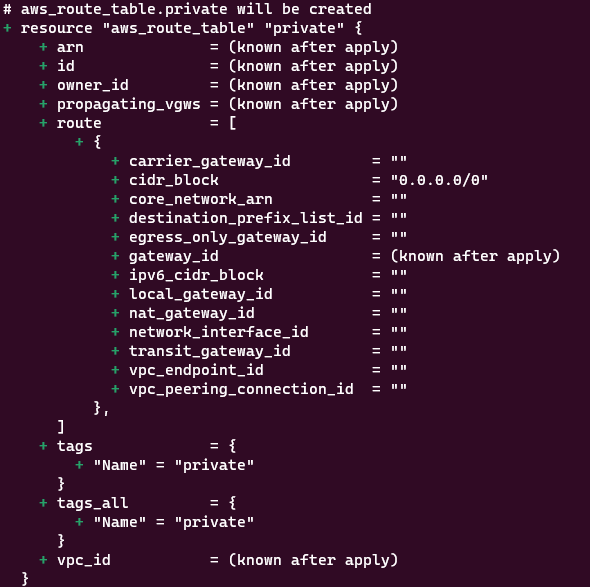 # aws_route_table.private will be created
+ resource "aws_route_table" "private" {
    + arn              = (known after apply)
    + id               = (known after apply)
    + owner_id         = (known after apply)
    + propagating_vgws = (known after apply)
    + route            = [
        + {
            + carrier_gateway_id         = ""
            + cidr_block                 = "0.0.0.0/0"
            + core_network_arn           = ""
            + destination_prefix_list_id = ""
            + egress_only_gateway_id     = ""
            + gateway_id                 = (known after apply)
            + ipv6_cidr_block            = ""
            + local_gateway_id           = ""
            + nat_gateway_id             = ""
            + network_interface_id       = ""
            + transit_gateway_id         = ""
            + vpc_endpoint_id            = ""
            + vpc_peering_connection_id  = ""
          },
      ]
    + tags             = {
        + "Name" = "private"
      }
    + tags_all         = {
        + "Name" = "private"
      }
    + vpc_id           = (known after apply)
  }